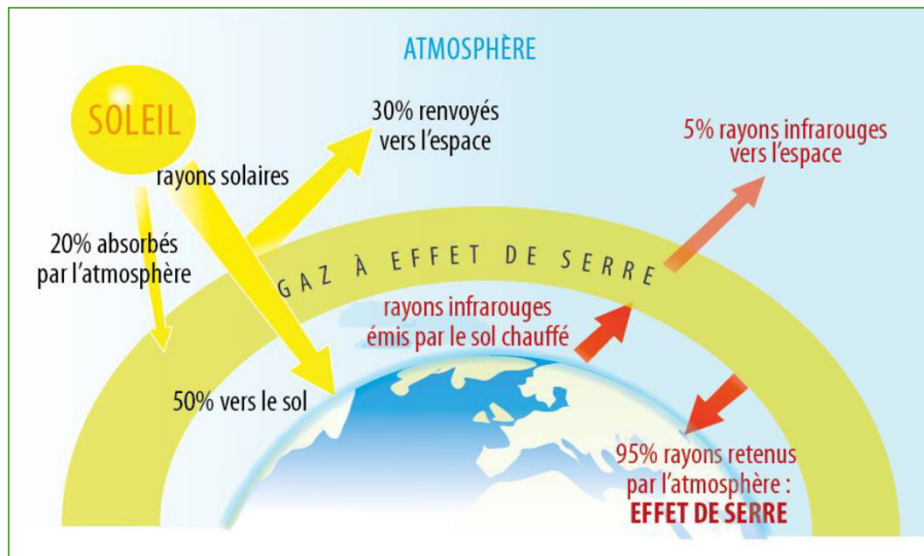 ATMOSPHÈRE
SOLEIL
30% renvoyés
vers l'espace
5% rayons infrarouges
vers l'espace
rayons solaires
20% absorbés
par l'atmosphère
GAZ À EFFET DE SERRE
rayons infrarouges
émis par le sol chauffé
50% vers le sol
95% rayons retenus
par l'atmosphère :
EFFET DE SERRE